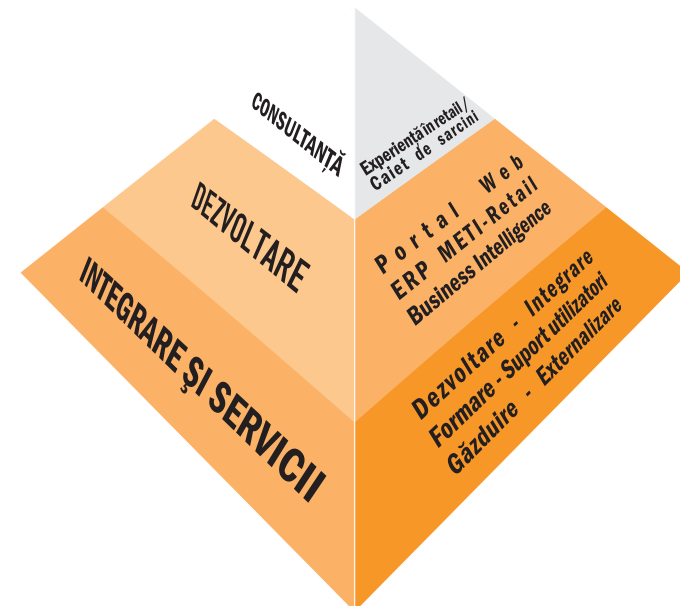 CONSULTANȚĂ
Experiență în retail /
Caiet de sarcini
DEZVOLTARE
Portal Web
ERP METI-Retail
Business Intelligence
INTEGRARE ŞI SERVICII
Dezvoltare - Integrare
Formare - Suport utilizatori
Găzduire - Externalizare